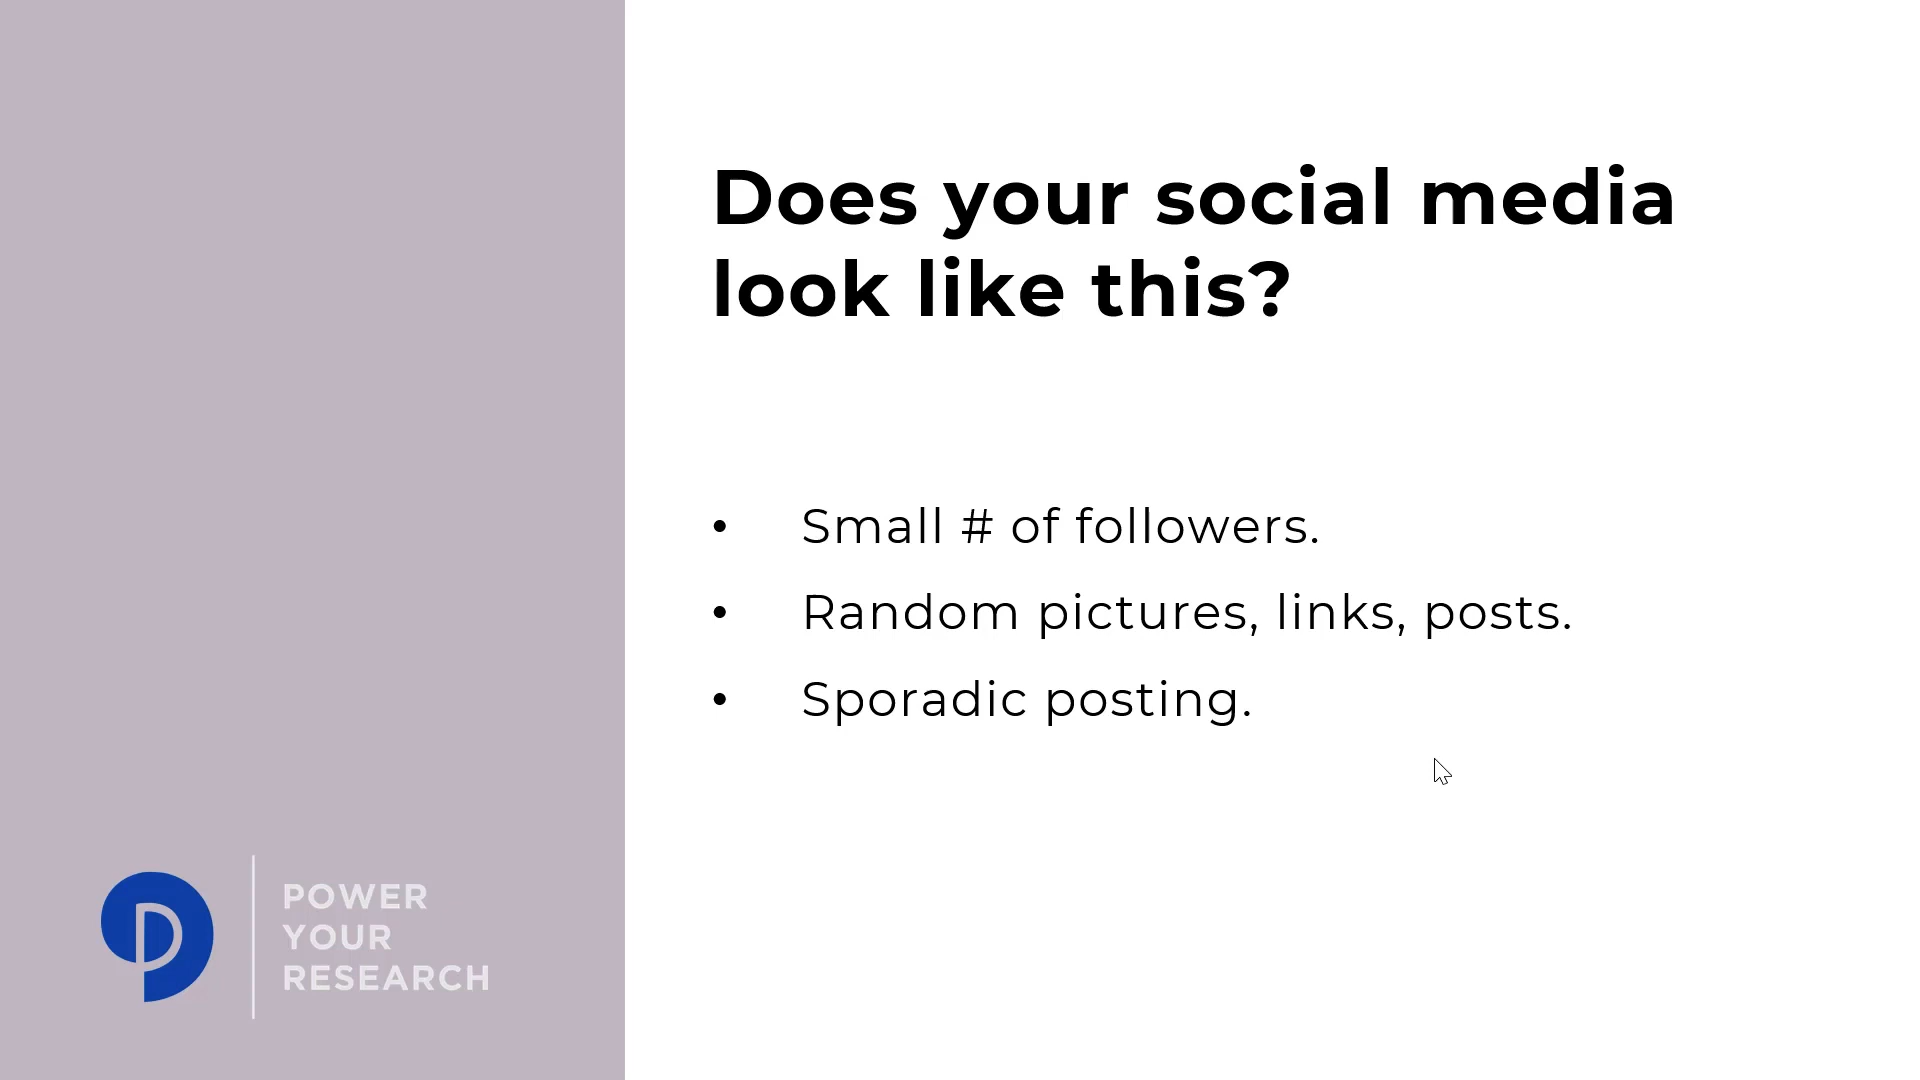 Does your social media
look like this?
• Small # of followers.
• Random pictures, links, posts.
• Sporadic posting.
POWER
YOUR
RESEARCH